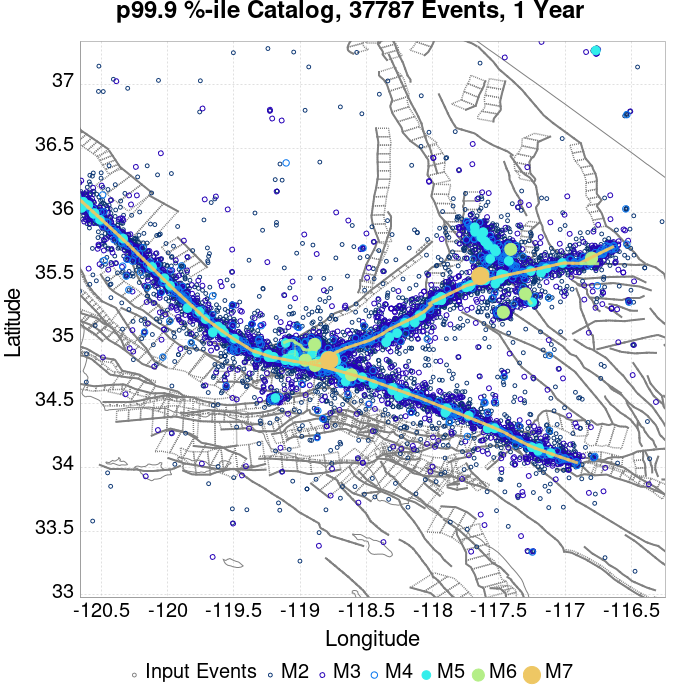 p99.9 %-ile Catalog, 37787 Events, 1 Year
37
36.5
36
35.5
35
34.5
34
33.5
33
Latitude
-120.5 -120 -119.5 -119 -118.5 -118 -117.5 -117 -116.5
Longitude
Input Events M2 M3 M4 M5 M6 M7